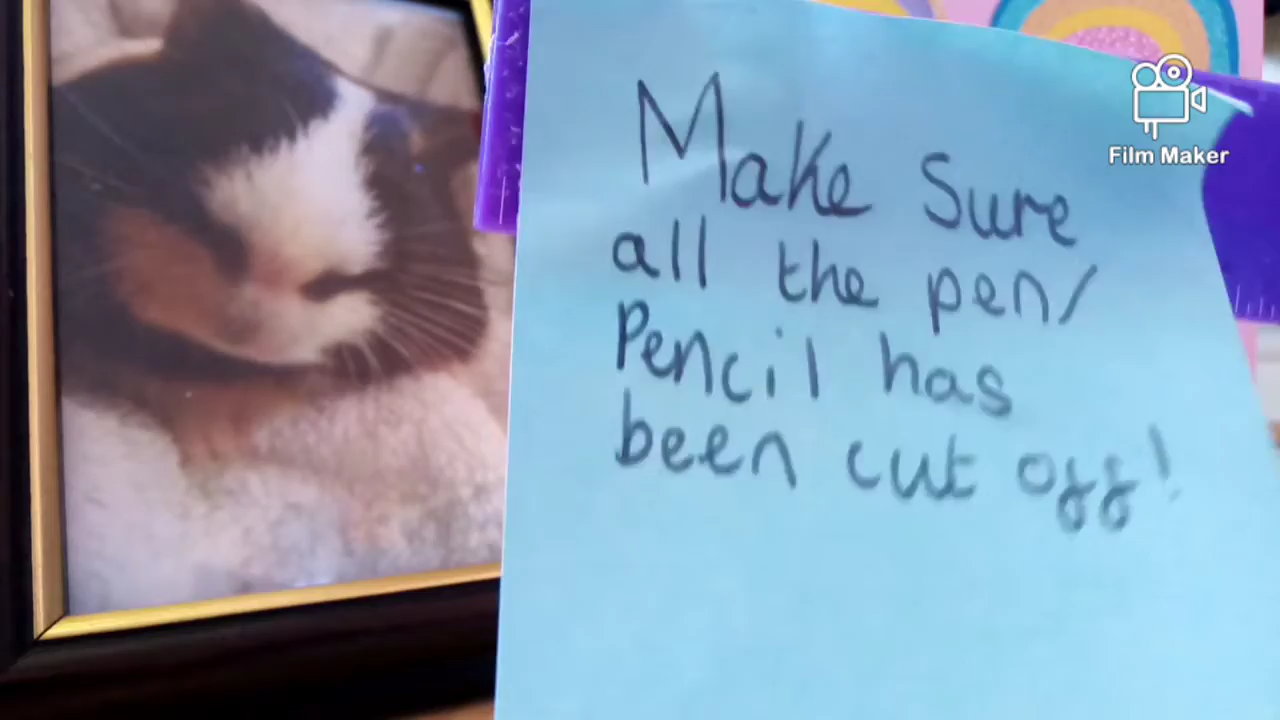 Film Maker
Make Sure
all the pen/
Pencil has
been cut off!